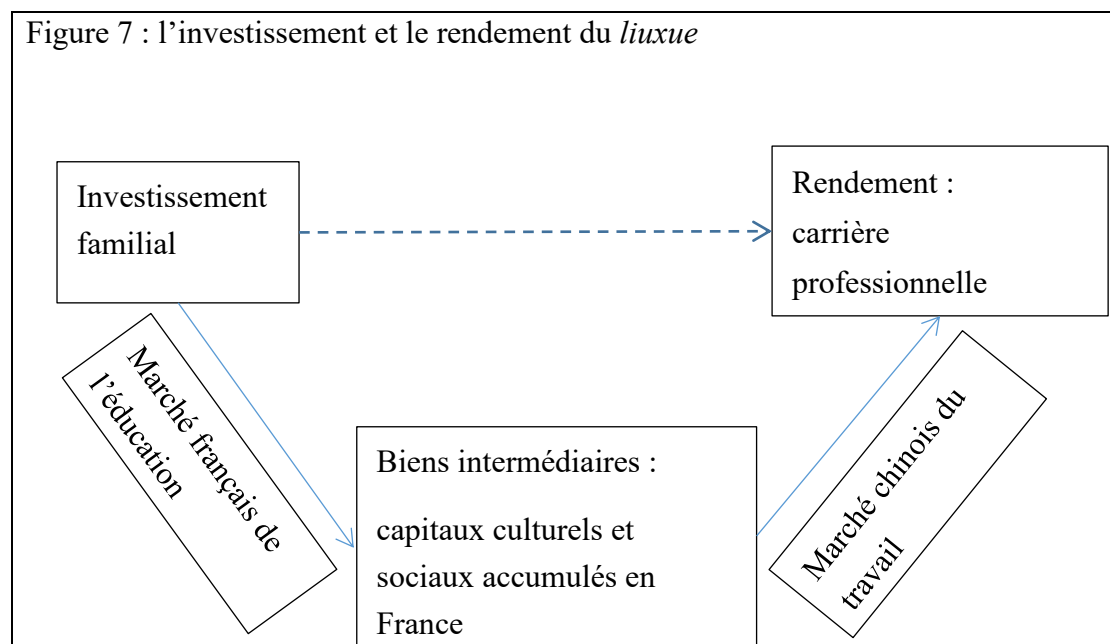 Figure 7 : l’investissement et le rendement du liuxue
Investissement
familial
Rendement :
carrière
professionnelle
Marché français de
l’éducation
Biens intermédiaires :
capitaux culturels et
sociaux accumulés en
France
Marché chinois du
travail